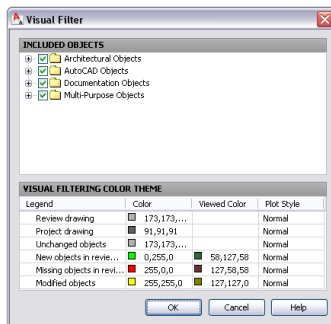 Visual Filter
INCLUDED OBJECTS
Architectural Objects
AutoCAD Objects
Documentation Objects
Multi-Purpose Objects
VISUAL FILTERING COLOR THEME
Legend Color Viewed Color Plot Style
Review drawing 173,173,... Normal
Project drawing 91,91,91 Normal
Unchanged objects 173,173,... Normal
New objects in revie... 0,255,0 58,127,58 Normal
Missing objects in revi... 255,0,0 127,58,58 Normal
Modified objects 255,255,0 127,127,0 Normal
OK Cancel Help